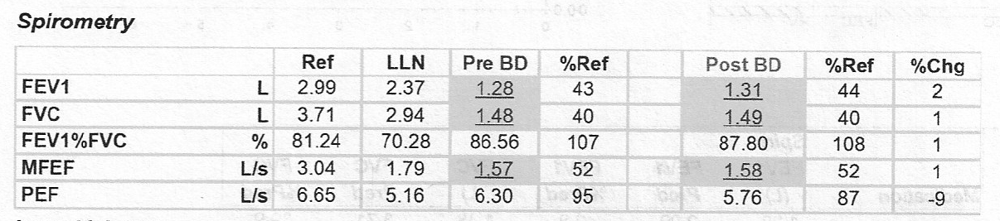 Spirometry
Ref LLN Pre BD %Ref Post BD %Ref %Chg
FEV1 L 2.99 2.37 1.28 43 1.31 44 2
FVC L 3.71 2.94 1.48 40 1.49 40 1
FEV1%FVC % 81.24 70.28 86.56 107 87.80 108 1
MFEF L/s 3.04 1.79 1.57 52 1.58 52 1
PEF L/s 6.65 5.16 6.30 95 5.76 87 -9